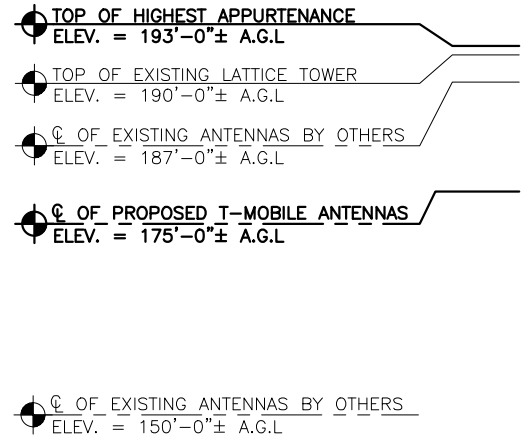 TOP OF HIGHEST APPURTENANCE
ELEV. = 193'-0"± A.G.L
TOP OF EXISTING LATTICE TOWER
ELEV. = 190'-0"± A.G.L
℄ OF EXISTING ANTENNAS BY OTHERS
ELEV. = 187'-0"± A.G.L
℄ OF PROPOSED T-MOBILE ANTENNAS
ELEV. = 175'-0"± A.G.L
℄ OF EXISTING ANTENNAS BY OTHERS
ELEV. = 150'-0"± A.G.L